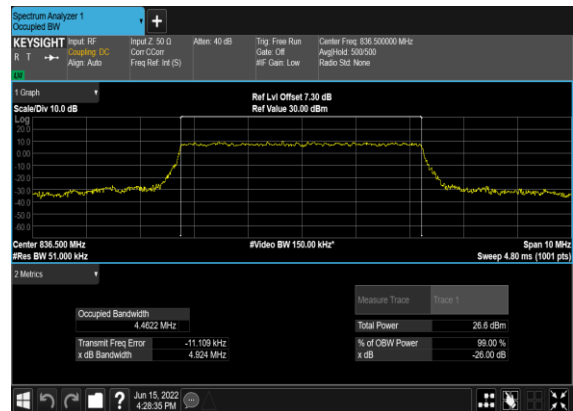 Spectrum Analyzer 1
Occupied BW
KEYSIGHT Input: RF Input Z: 50 Ω Atten: 40 dB Trig: Free Run Center Freq: 836.500000 MHz
R T Coupling: DC Corr CCorr Gate: Off Avg|Hold: 500/500
Align: Auto Freq Ref: Int (S) #IF Gain: Low Radio Std: None
1 Graph
Ref Lvl Offset 7.30 dB
Scale/Div 10.0 dB Ref Value 30.00 dBm
Log
20.0
10.0
0.00
-10.0
-20.0
-30.0
-40.0
-50.0
-60.0
Center 836.500 MHz #Video BW 150.00 kHz* Span 10 MHz
#Res BW 51.000 kHz Sweep 4.80 ms (1001 pts)
2 Metrics
Measure Trace Trace 1
Occupied Bandwidth
4.4622 MHz Total Power 26.6 dBm
Transmit Freq Error -11.109 kHz % of OBW Power 99.00 %
x dB Bandwidth 4.924 MHz x dB -26.00 dB
? Jun 15, 2022
4:28:35 PM